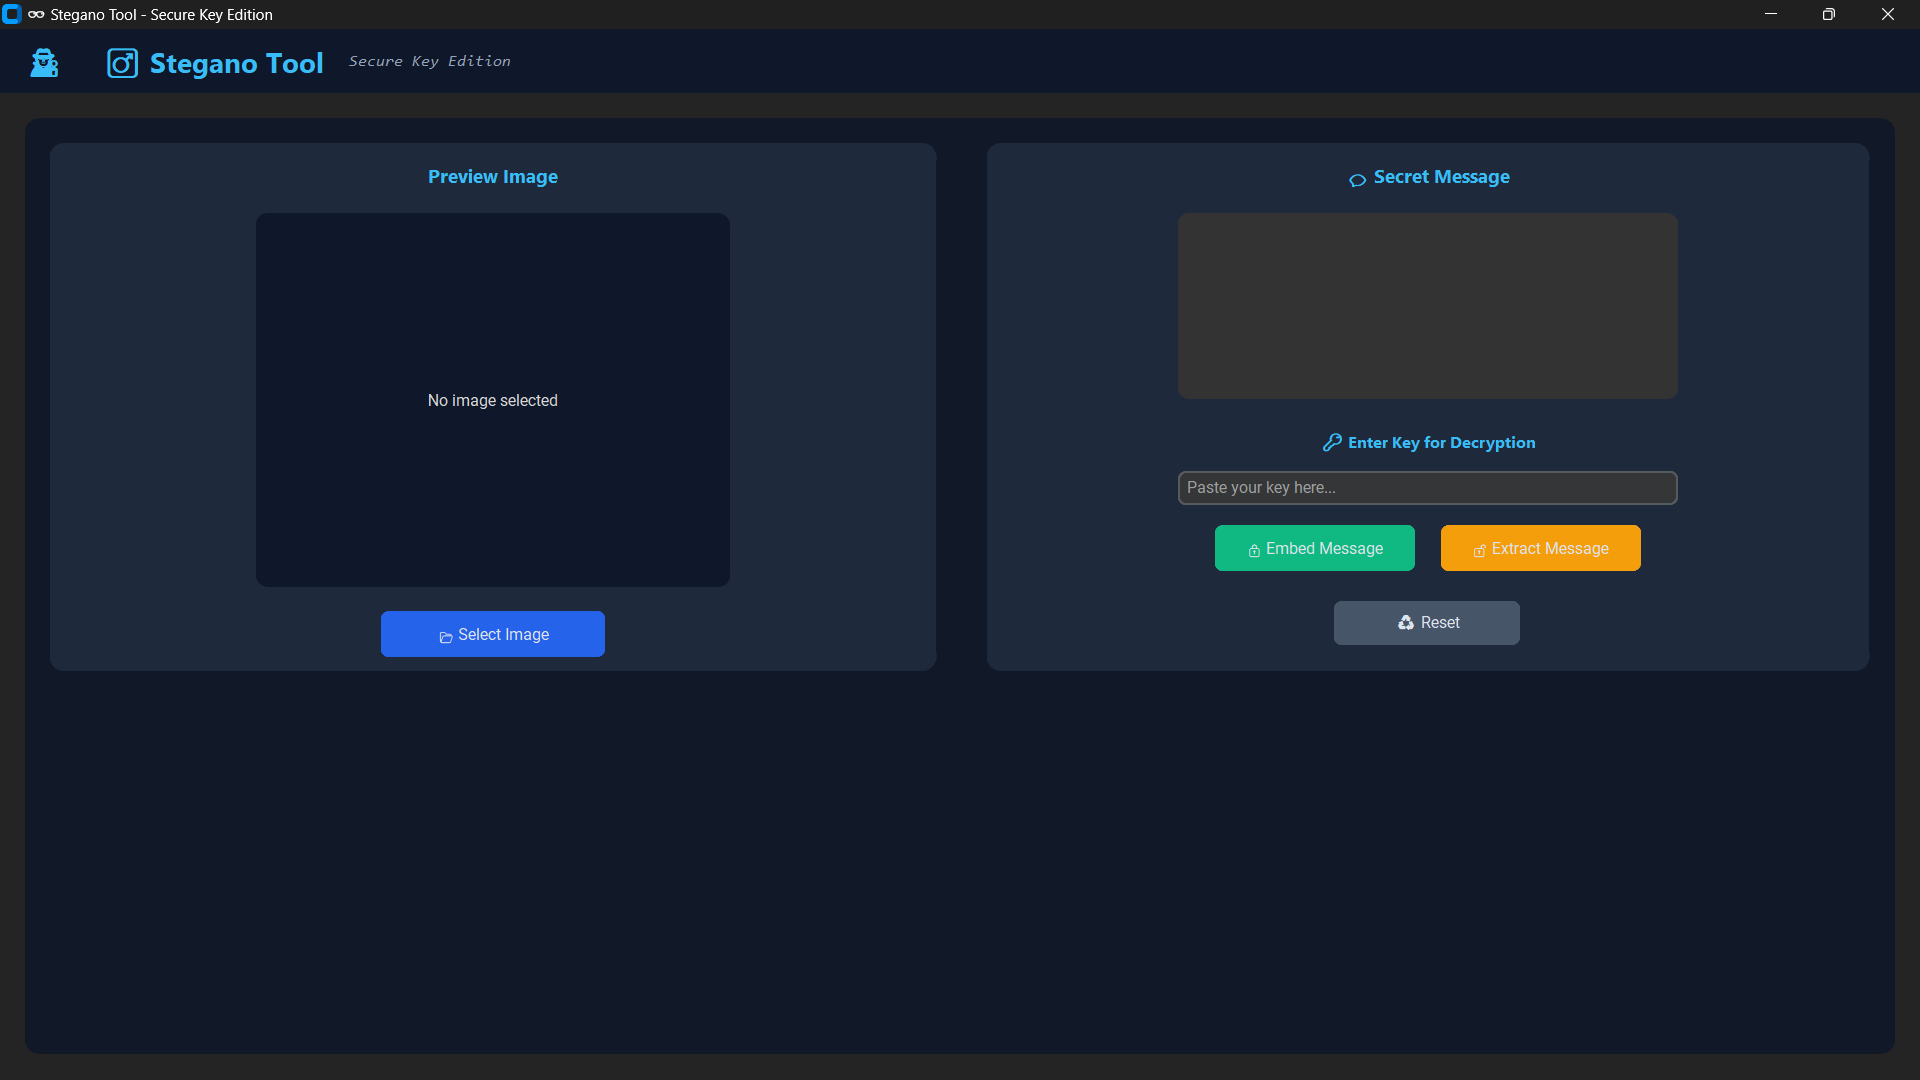 Stegano Tool - Secure Key Edition
Stegano Tool Secure Key Edition
Preview Image
No image selected
Select Image
Secret Message
Enter Key for Decryption
Paste your key here...
Embed Message
Extract Message
Reset